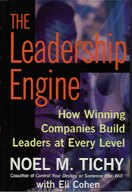 THE
Leadership
Engine
How Winning
Companies Build
Leaders at Every Level
NOEL M. TICHY
Coauthor of Control Your Destiny or Someone Else Will
with Eli Cohen